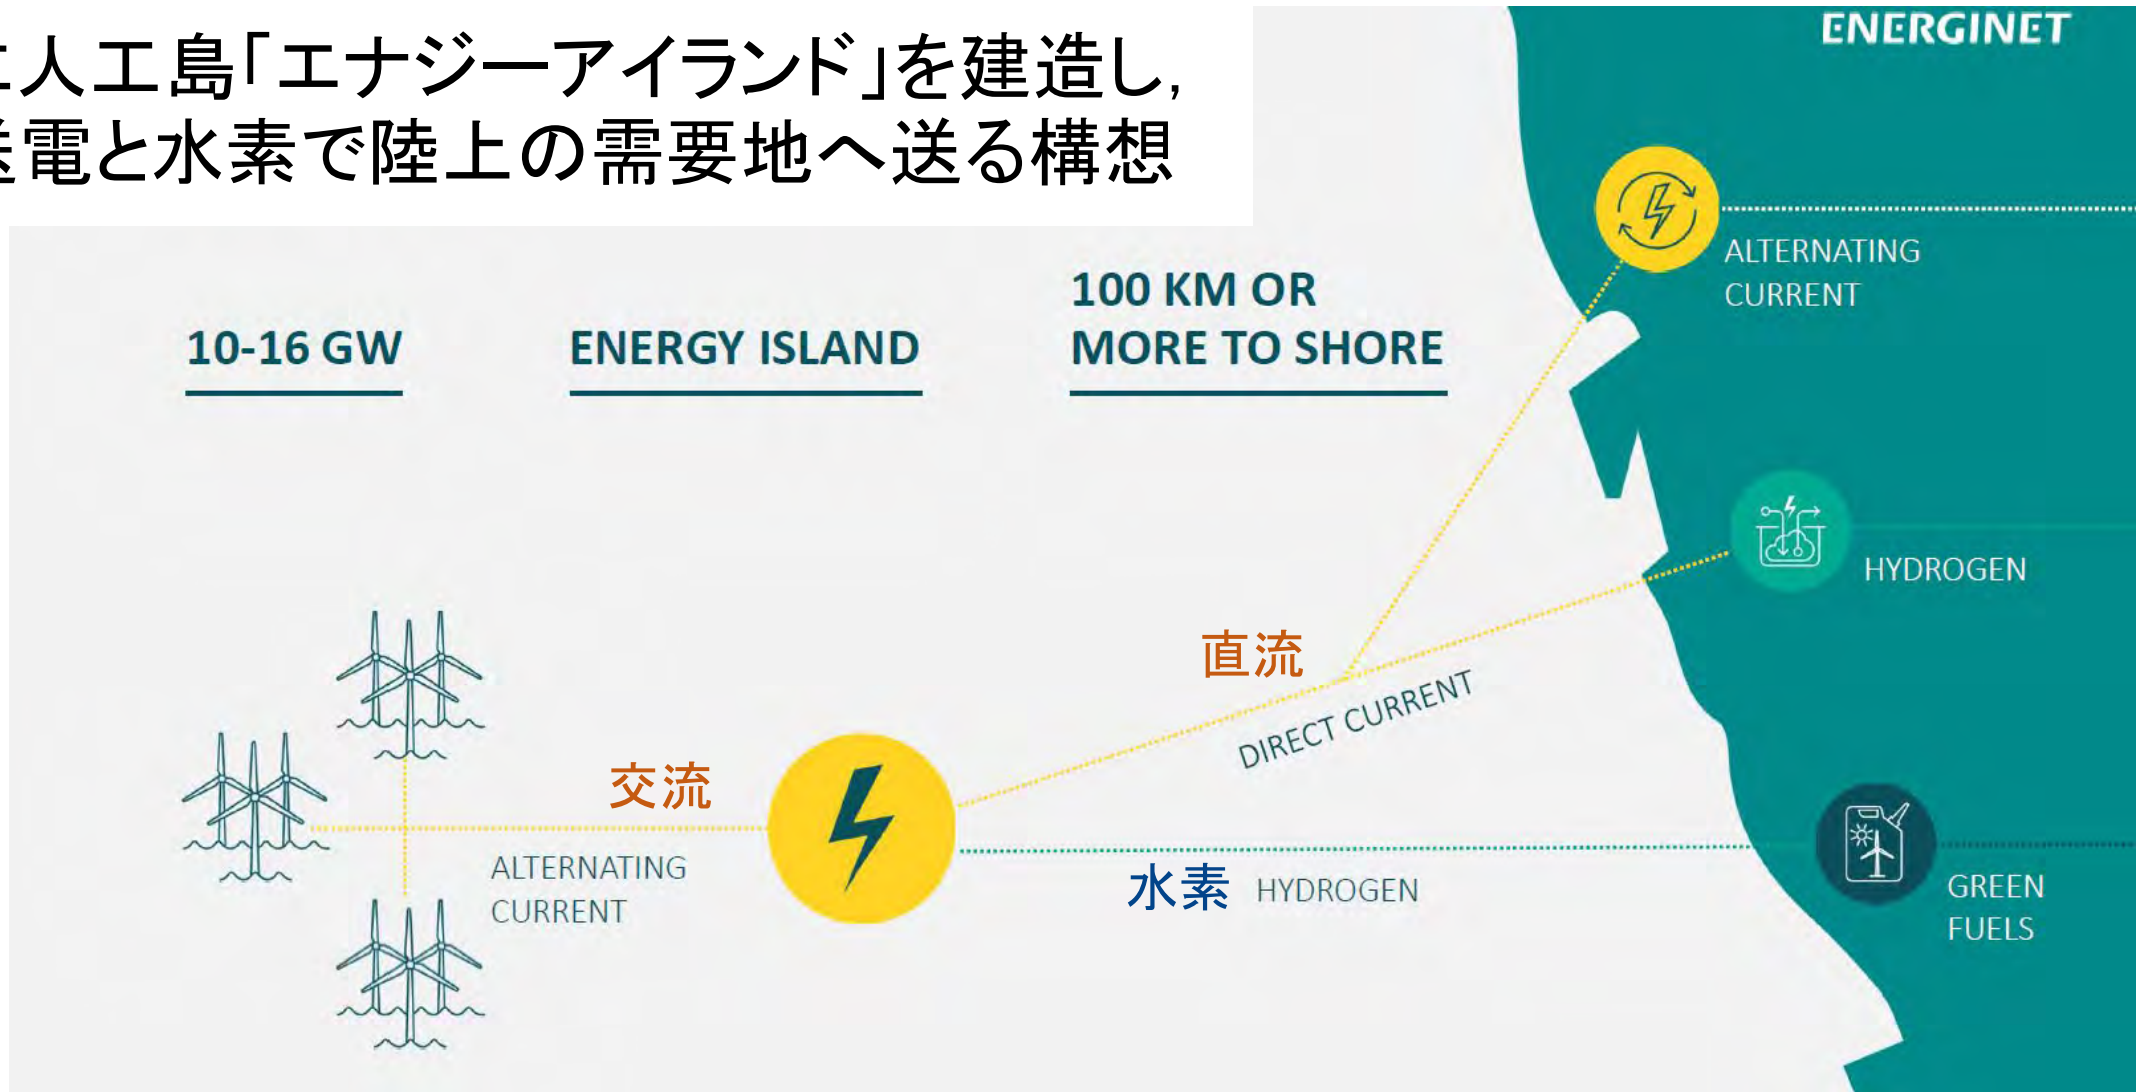 人工島「エナジーアイランド」を建造し,
送電と水素で陸上の需要地へ送る構想
ENERGINET
10-16 GW
ENERGY ISLAND
100 KM OR
MORE TO SHORE
ALTERNATING
CURRENT
HYDROGEN
直流
DIRECT CURRENT
交流
ALTERNATING
CURRENT
水素 HYDROGEN
GREEN
FUELS